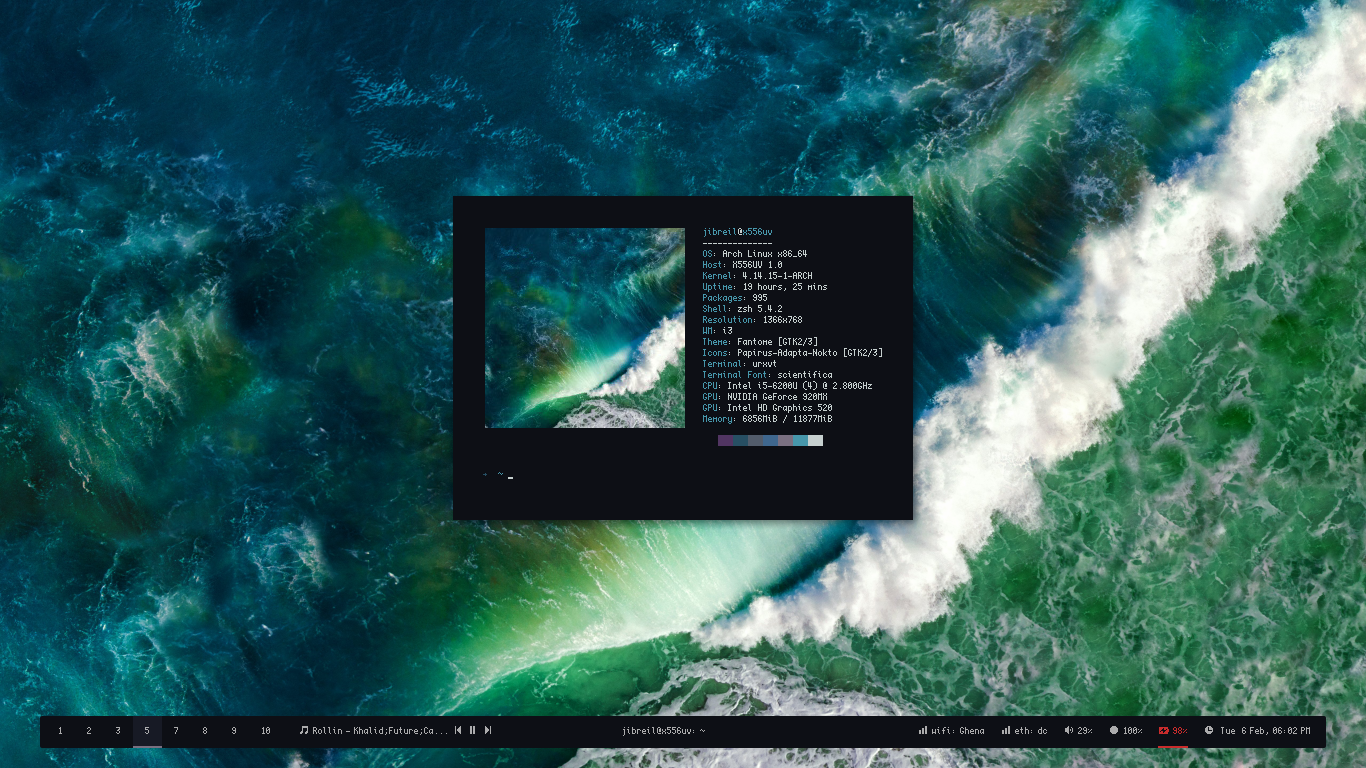 jibreil@x556uv
--------------
OS: Arch Linux x86_64
Host: X556UV 1.0
Kernel: 4.14.15-1-ARCH
Uptime: 19 hours, 25 mins
Packages: 995
Shell: zsh 5.4.2
Resolution: 1366x768
WM: i3
Theme: Fantome [GTK2/3]
Icons: Papirus-Adapta-Nokto [GTK2/3]
Terminal: urxvt
Terminal Font: scientifica
CPU: Intel i5-6200U (4) @ 2.800GHz
GPU: NVIDIA GeForce 920MX
GPU: Intel HD Graphics 520
Memory: 6856MiB / 11877MiB
~
1 2 3 5 7 8 9 10 Rollin - Khalid;Future;Ca... jibreil@x556uv: ~ wifi: Ghena eth: dc 29% 100% 98% Tue 6 Feb, 06:02 PM